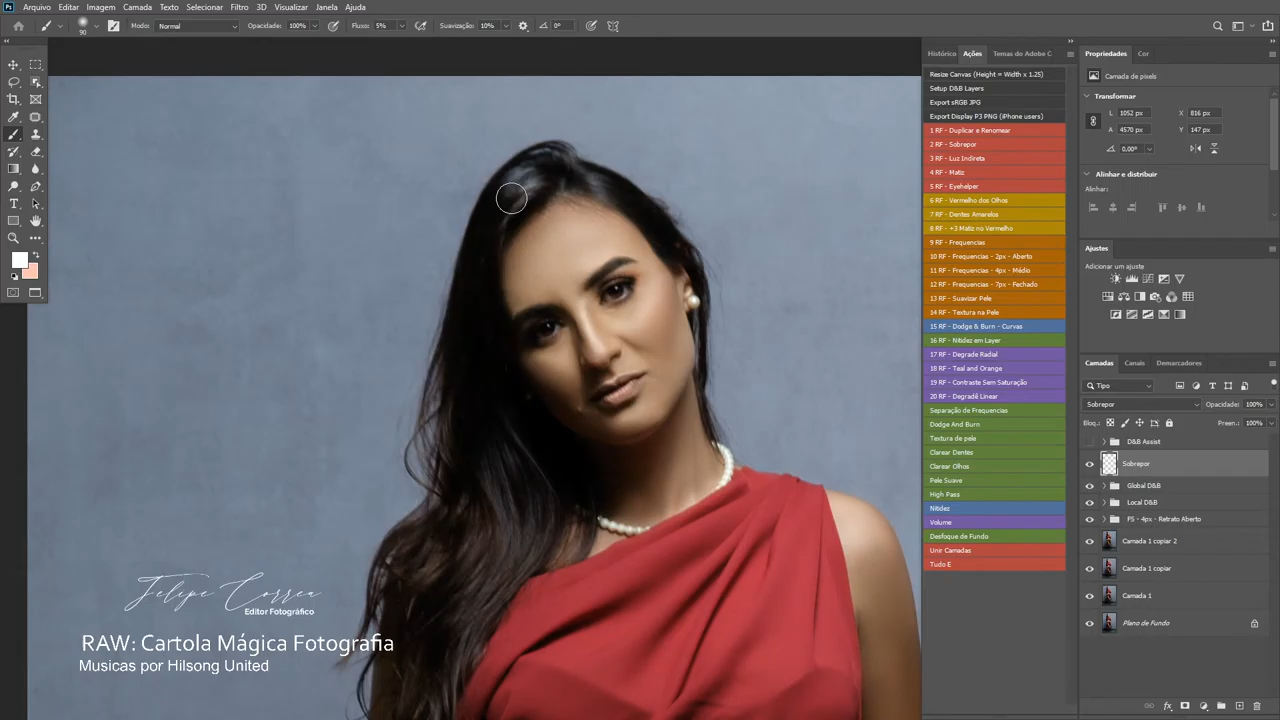 Arquivo Editar Imagem Camada Texto Selecionar Filtro 3D Visualizar Janela Ajuda
90 Modo: Normal Opacidade: 100% Fluxo: 5% Suavização: 10% 0°
Histórico Ações Temas do Adobe C
Resize Canvas (Height = Width x 1.25)
Setup D&B Layers
Export sRGB JPG
Export Display P3 PNG (iPhone users)
1 RF - Duplicar e Renomear
2 RF - Sobrepor
3 RF - Luz Indireta
4 RF - Matiz
5 RF - Eyehelper
6 RF - Vermelho dos Olhos
7 RF - Dentes Amarelos
8 RF - +3 Matiz no Vermelho
9 RF - Frequencias
10 RF - Frequencias - 2px - Aberto
11 RF - Frequencias - 4px - Médio
12 RF - Frequencias - 7px - Fechado
13 RF - Suavizar Pele
14 RF - Textura na Pele
15 RF - Dodge & Burn - Curvas
16 RF - Nitidez em Layer
17 RF - Degrade Radial
18 RF - Teal and Orange
19 RF - Contraste Sem Saturação
20 RF - Degradê Linear
Separação de Frequencias
Dodge And Burn
Textura de pele
Clarear Dentes
Clarear Olhos
Pele Suave
High Pass
Nitidez
Volume
Desfoque de Fundo
Unir Camadas
Tudo E
Propriedades Cor
Camada de pixels
Transformar
L 1052 px X 816 px
A 4570 px Y 147 px
0,00°
Alinhar e distribuir
Alinhar:
Ajustes
Adicionar um ajuste
Camadas Canais Demarcadores
Tipo
Sobrepor Opacidade: 100%
Bloq.: Preen.: 100%
D&B Assist
Sobrepor
Global D&B
Local D&B
FS - 4px - Retrato Aberto
Camada 1 copiar 2
Camada 1 copiar
Camada 1
Plano de Fundo
Felipe Correa
Editor Fotográfico
RAW: Cartola Mágica Fotografia
Musicas por Hilsong United